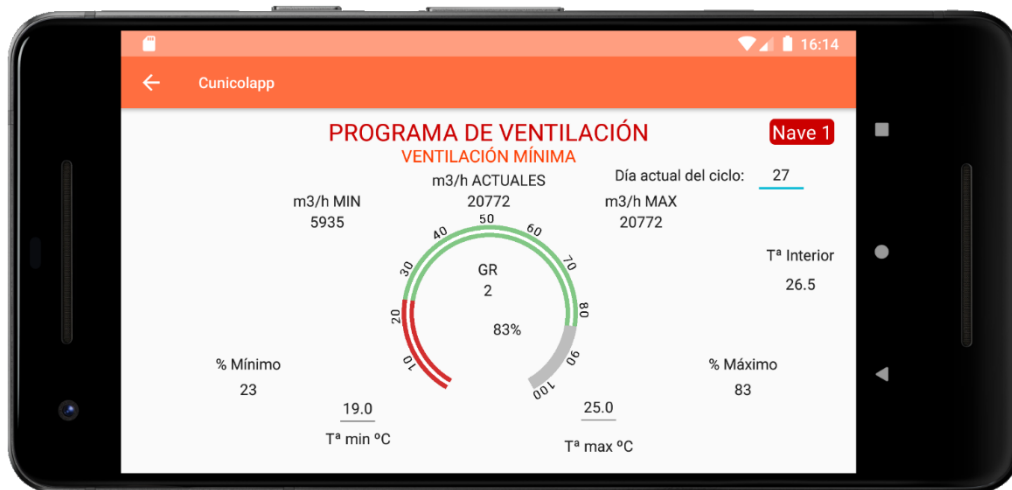 16:14
Cunicolapp
PROGRAMA DE VENTILACIÓN
Nave 1
VENTILACIÓN MÍNIMA
Día actual del ciclo: 27
m3/h MIN
5935
m3/h ACTUALES
20772
m3/h MAX
20772
10
20
30
40
50
60
70
80
90
100
GR
2
83%
Tª Interior
26.5
% Mínimo
23
% Máximo
83
19.0
Tª min ºC
25.0
Tª max ºC